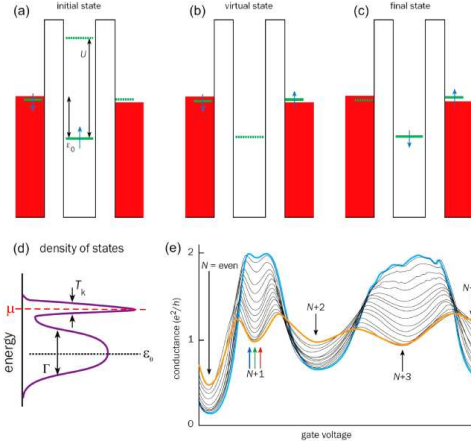 (a) initial state
(b) virtual state
(c) final state
U
ε₀
(d) density of states
Tk
μ
energy
Γ
ε₀
(e)
2
N = even
N+2
N-
conductance (e²/h)
1
N+1
N+3
0
gate voltage